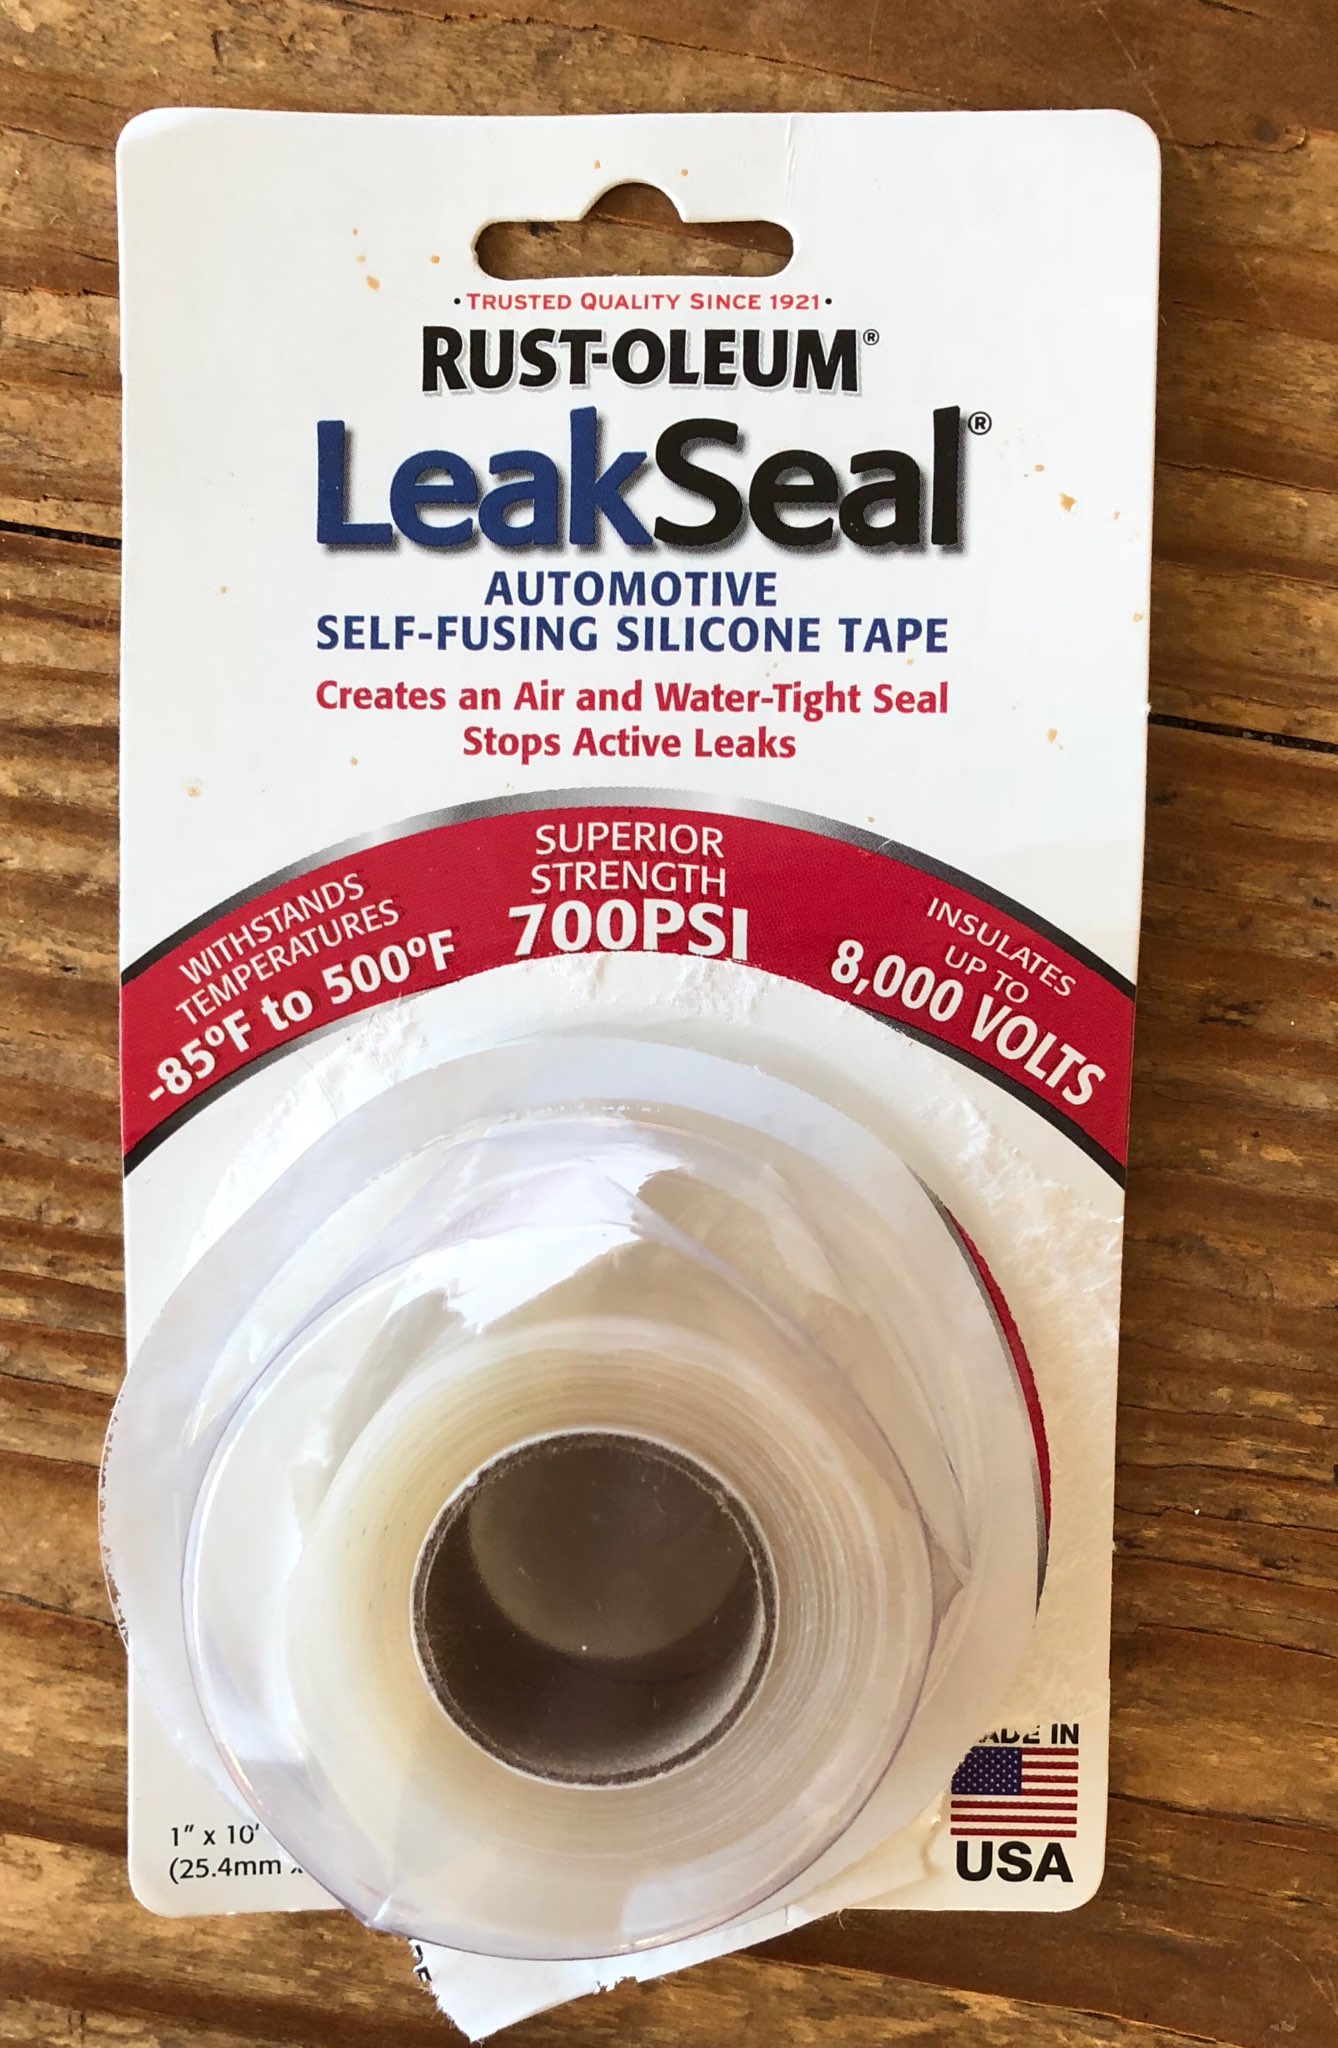 • TRUSTED QUALITY SINCE 1921 •
RUST-OLEUM®
LeakSeal®
AUTOMOTIVE
SELF-FUSING SILICONE TAPE
Creates an Air and Water-Tight Seal
Stops Active Leaks
WITHSTANDS
TEMPERATURES
-85ºF to 500ºF
SUPERIOR
STRENGTH
700PSI
INSULATES
UP TO
8,000 VOLTS
1" x 10'
(25.4mm x
ADE IN
USA